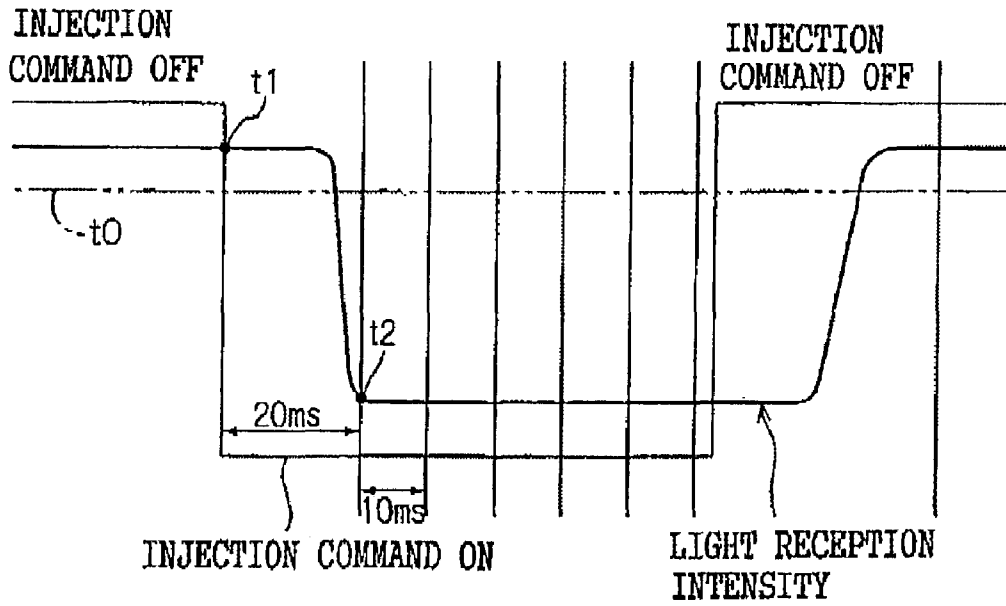 INJECTION
COMMAND OFF
INJECTION
COMMAND OFF
t1
t0
t2
20ms
10ms
INJECTION COMMAND ON
LIGHT RECEPTION
INTENSITY